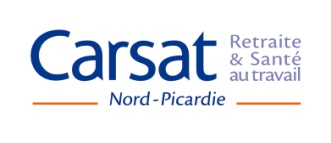 Carsat Retraite
& Santé
au travail
Nord-Picardie